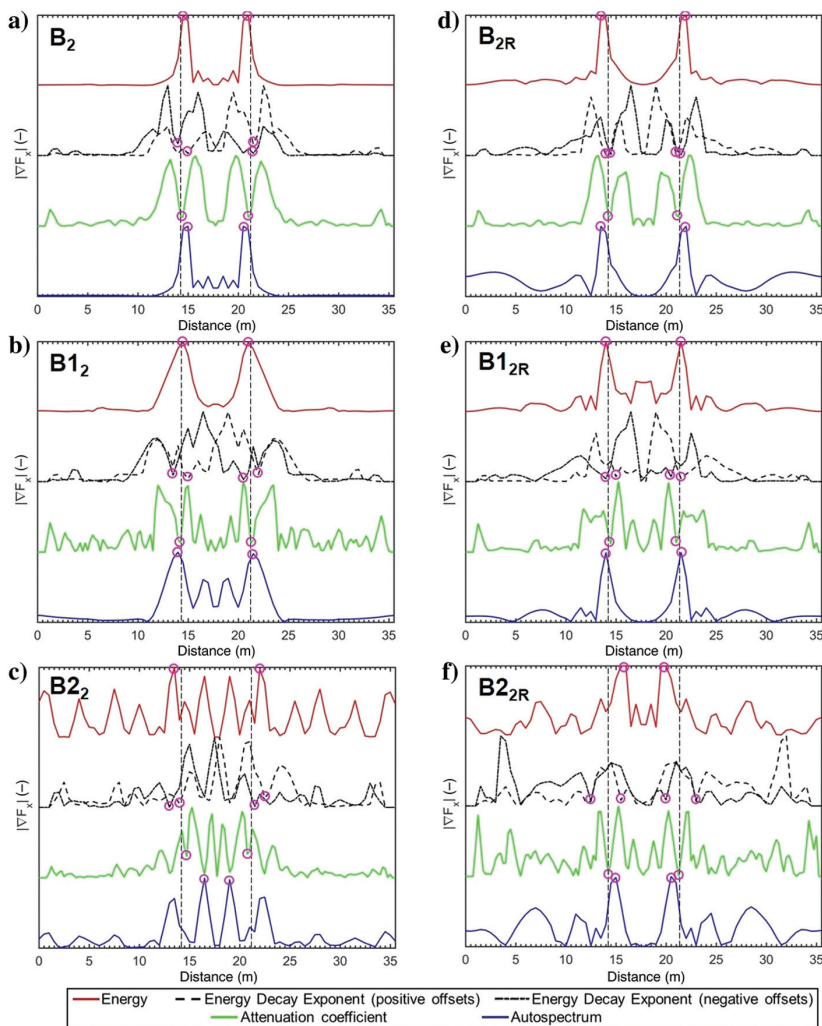 a) B2
|∇Fx| (–)
0 5 10 15 20 25 30 35
Distance (m)
d) B2R
|∇Fx| (–)
0 5 10 15 20 25 30 35
Distance (m)
b) B12
|∇Fx| (–)
0 5 10 15 20 25 30 35
Distance (m)
e) B12R
|∇Fx| (–)
0 5 10 15 20 25 30 35
Distance (m)
c) B22
|∇Fx| (–)
0 5 10 15 20 25 30 35
Distance (m)
f) B22R
|∇Fx| (–)
0 5 10 15 20 25 30 35
Distance (m)
Energy Energy Decay Exponent (positive offsets) Energy Decay Exponent (negative offsets)
Attenuation coefficient Autospectrum